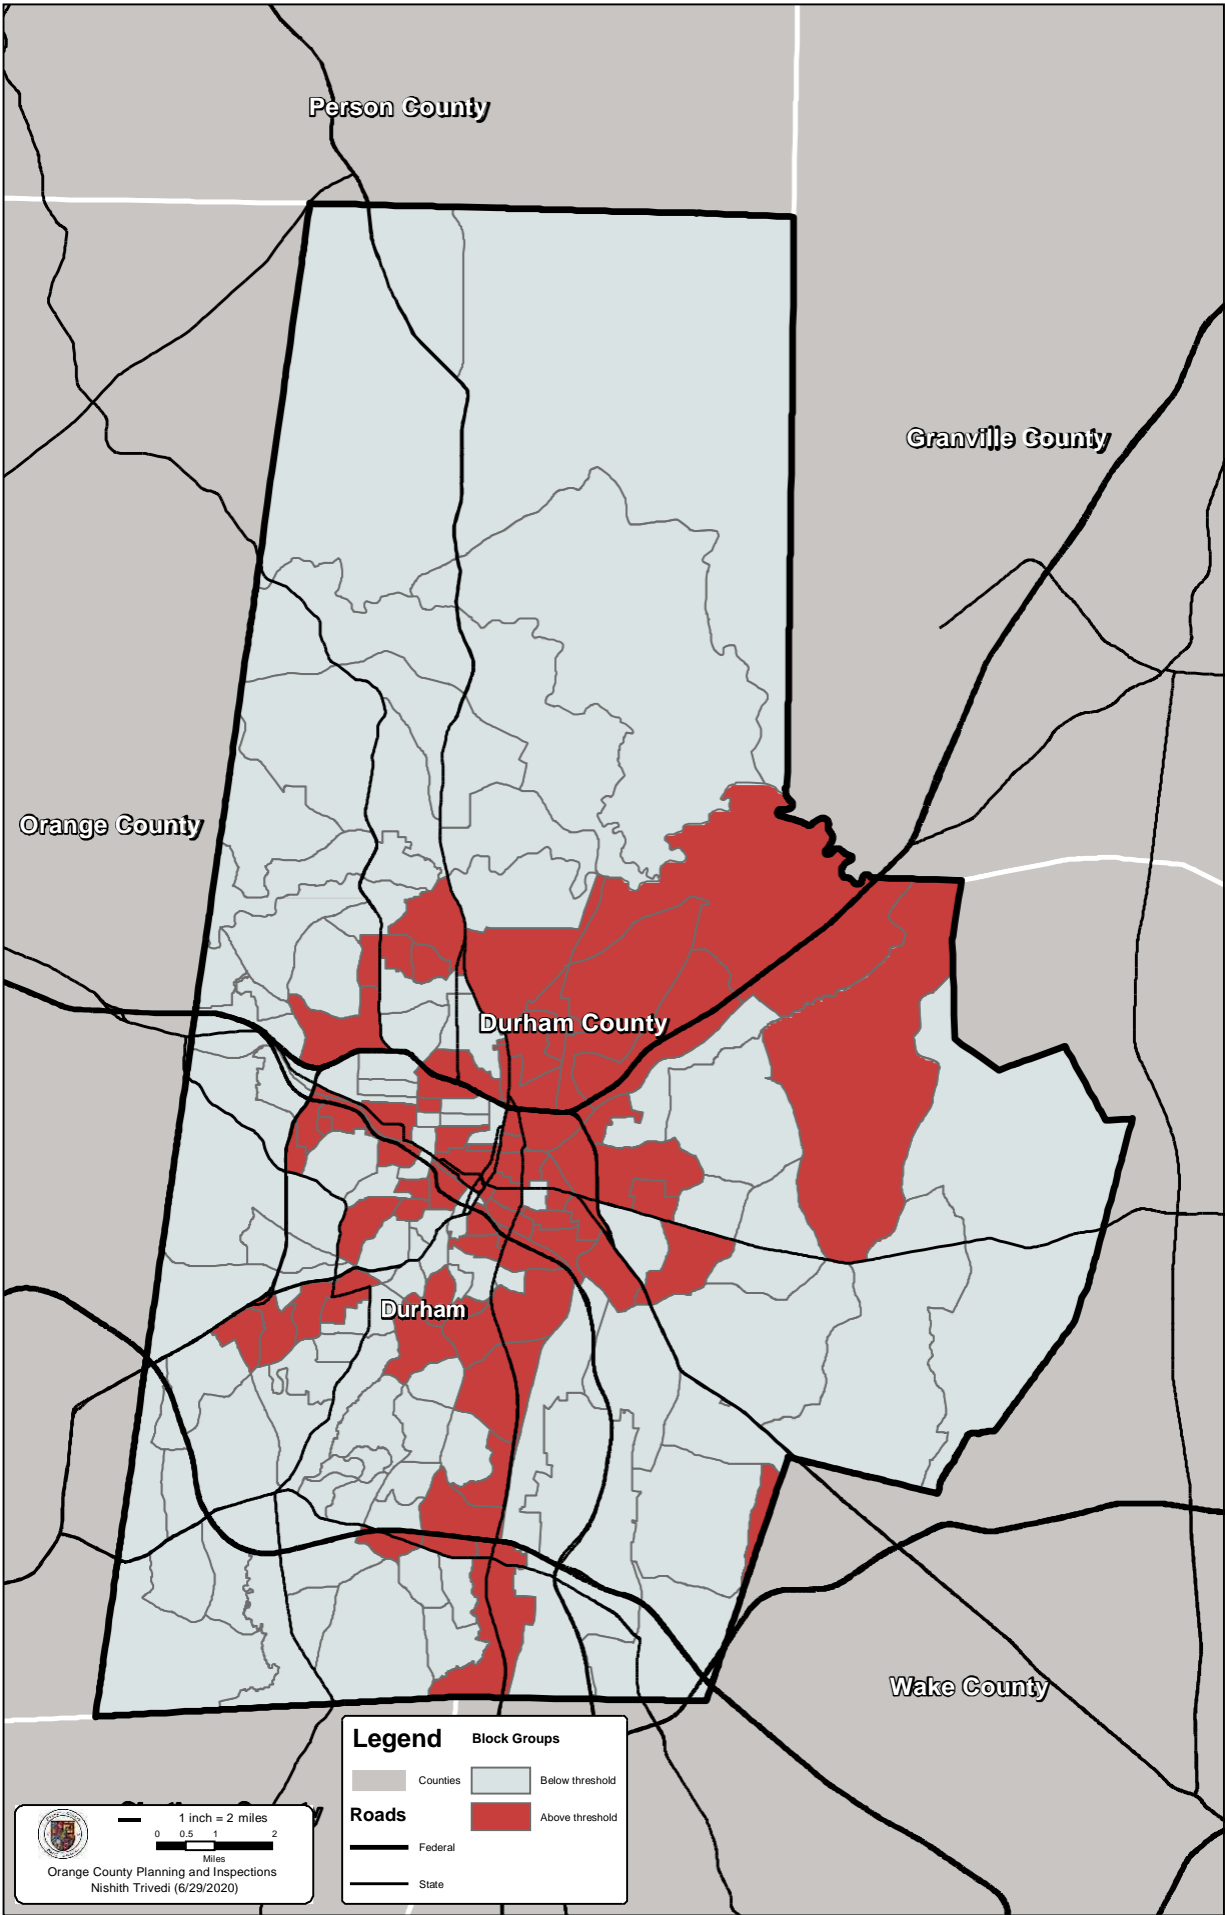 Person County
Granville County
Orange County
Durham County
Durham
Wake County
Legend
Block Groups
Counties
Below threshold
Roads
Above threshold
Federal
State
1 inch = 2 miles
0 0.5 1 2
Miles
Orange County Planning and Inspections
Nishith Trivedi (6/29/2020)